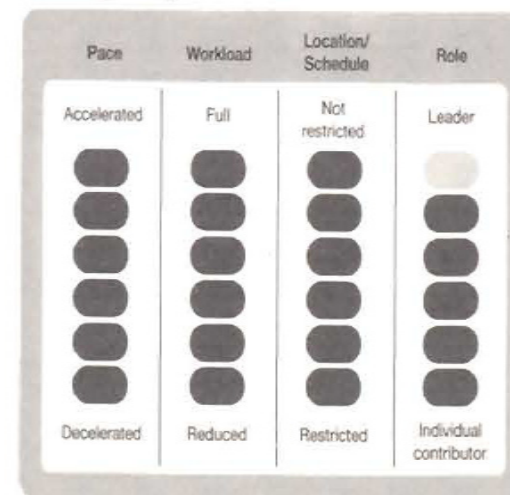 Pace
Workload
Location/
Schedule
Role
Accelerated
Full
Not
restricted
Leader
Decelerated
Reduced
Restricted
Individual
contributor